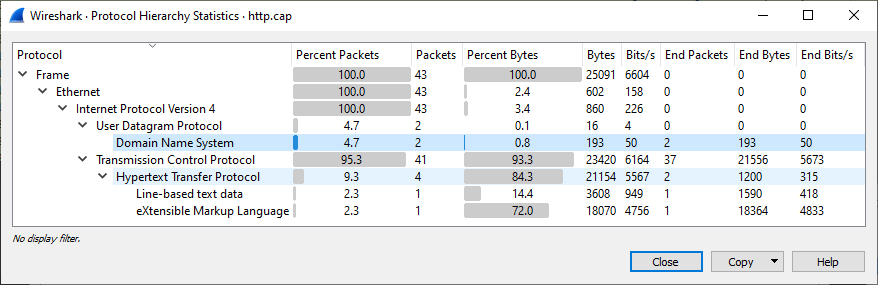 Wireshark · Protocol Hierarchy Statistics · http.cap
Protocol Percent Packets Packets Percent Bytes Bytes Bits/s End Packets End Bytes End Bits/s
Frame 100.0 43 100.0 25091 6604 0 0 0
Ethernet 100.0 43 2.4 602 158 0 0 0
Internet Protocol Version 4 100.0 43 3.4 860 226 0 0 0
User Datagram Protocol 4.7 2 0.1 16 4 0 0 0
Domain Name System 4.7 2 0.8 193 50 2 193 50
Transmission Control Protocol 95.3 41 93.3 23420 6164 37 21556 5673
Hypertext Transfer Protocol 9.3 4 84.3 21154 5567 2 1200 315
Line-based text data 2.3 1 14.4 3608 949 1 1590 418
eXtensible Markup Language 2.3 1 72.0 18070 4756 1 18364 4833
No display filter.
Close Copy Help